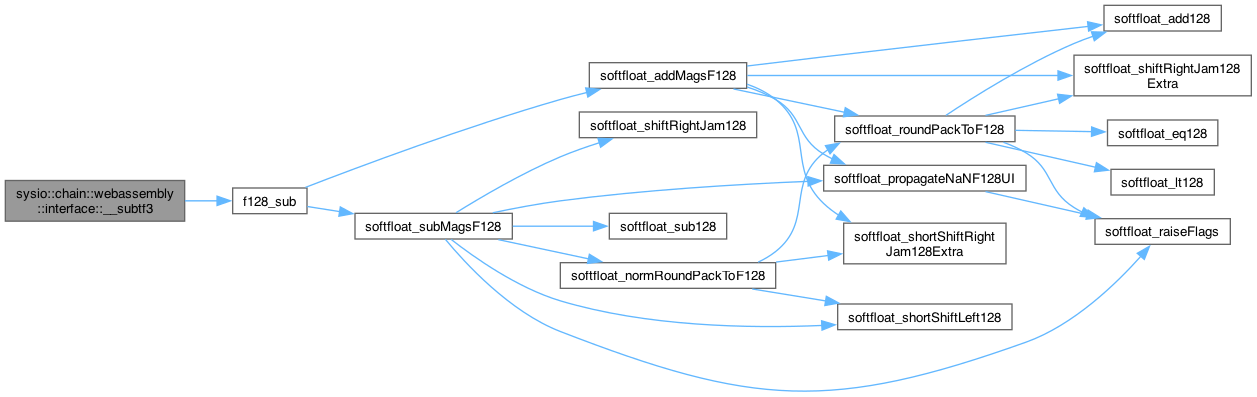 sysio::chain::webassembly
::interface::__subtf3
f128_sub
softfloat_addMagsF128
softfloat_shiftRightJam128
softfloat_subMagsF128
softfloat_sub128
softfloat_normRoundPackToF128
softfloat_roundPackToF128
softfloat_propagateNaNF128UI
softfloat_shortShiftRight
Jam128Extra
softfloat_shortShiftLeft128
softfloat_add128
softfloat_shiftRightJam128
Extra
softfloat_eq128
softfloat_lt128
softfloat_raiseFlags